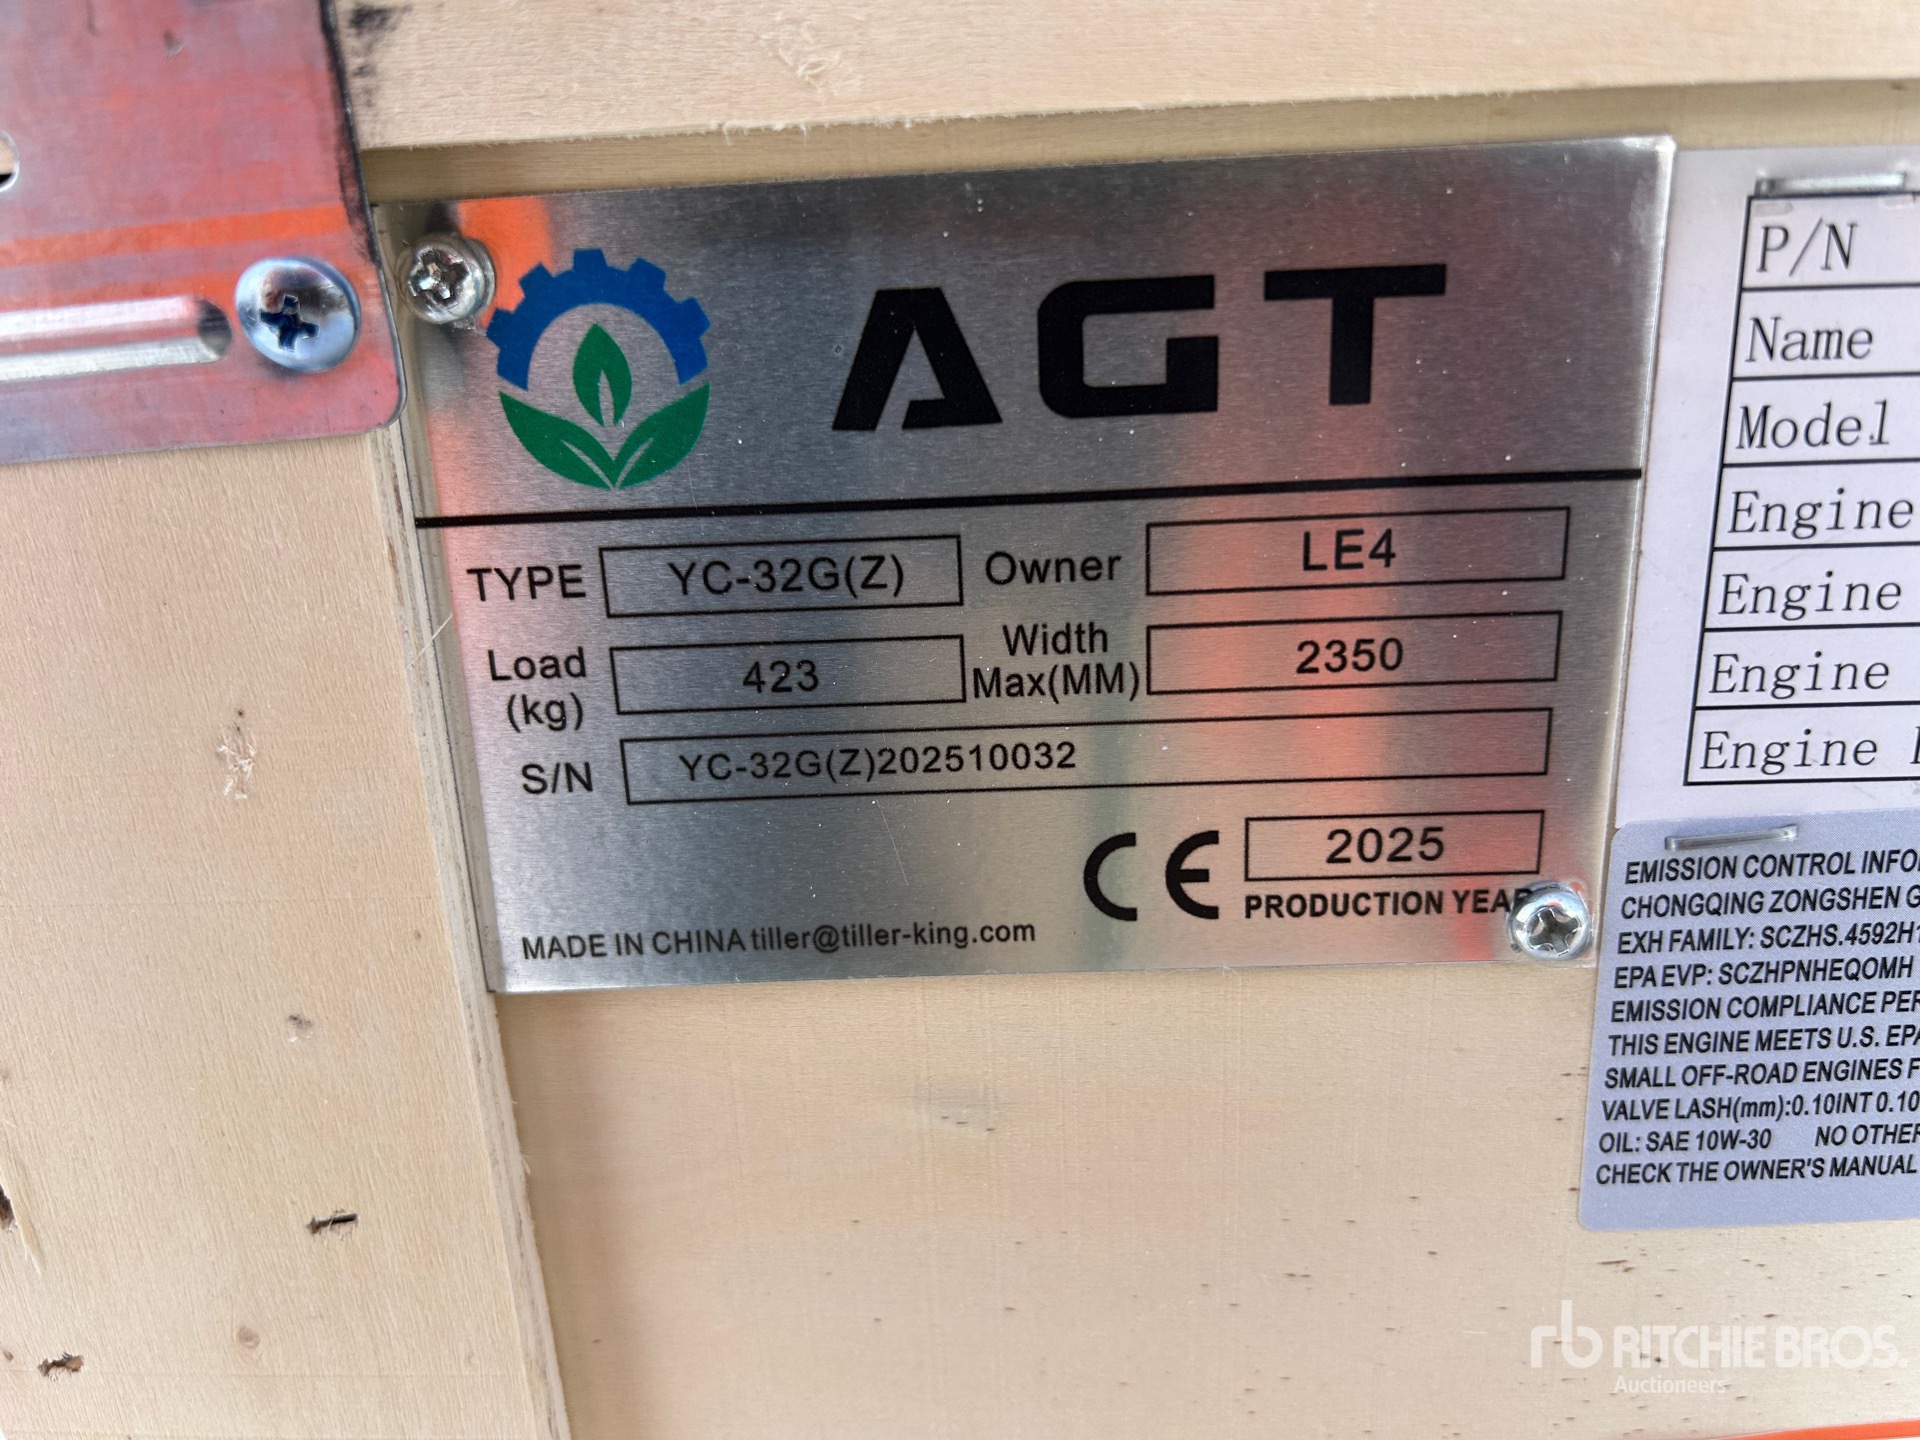 AGT
TYPE YC-32G(Z) Owner LE4
Load (kg) 423 Width Max(MM) 2350
S/N YC-32G(Z)202510032
CE 2025
PRODUCTION YEAR
MADE IN CHINA tiller@tiller-king.com
P/N
Name
Model
Engine
Engine
Engine
Engine
EMISSION CONTROL INFO
CHONGQING ZONGSHEN G
EXH FAMILY: SCZHS.4592H1
EPA EVP: SCZHPNHEQOMH
EMISSION COMPLIANCE PER
THIS ENGINE MEETS U.S. EPA
SMALL OFF-ROAD ENGINES F
VALVE LASH(mm):0.10INT 0.10
OIL: SAE 10W-30 NO OTHER
CHECK THE OWNER'S MANUAL
rb RITCHIE BROS.
Auctioneers